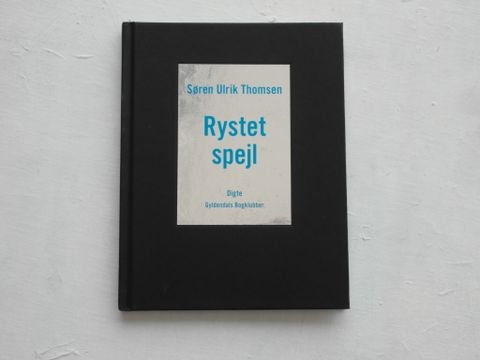 Søren Ulrik Thomsen
Rystet
spejl
Digte
Gyldendals Bogklubber